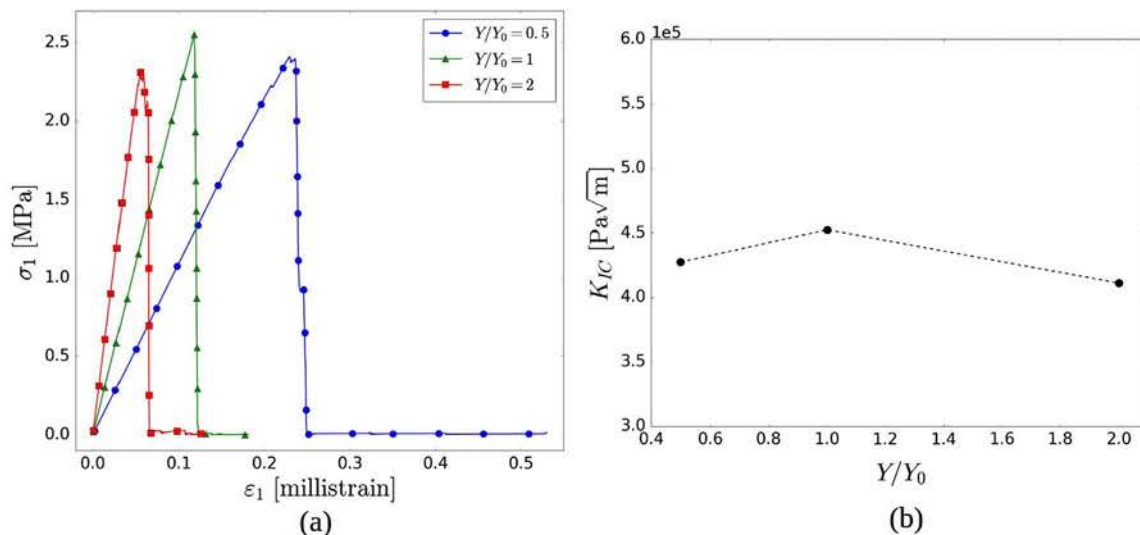 Y/Y₀ = 0.5
Y/Y₀ = 1
Y/Y₀ = 2
2.5
2.0
1.5
1.0
0.5
0.0
σ₁ [MPa]
0.0 0.1 0.2 0.3 0.4 0.5
ε₁ [millistrain]
(a)
1e5
6.0
5.5
5.0
4.5
4.0
3.5
3.0
K_IC [Pa√m]
0.4 0.6 0.8 1.0 1.2 1.4 1.6 1.8 2.0
Y/Y₀
(b)